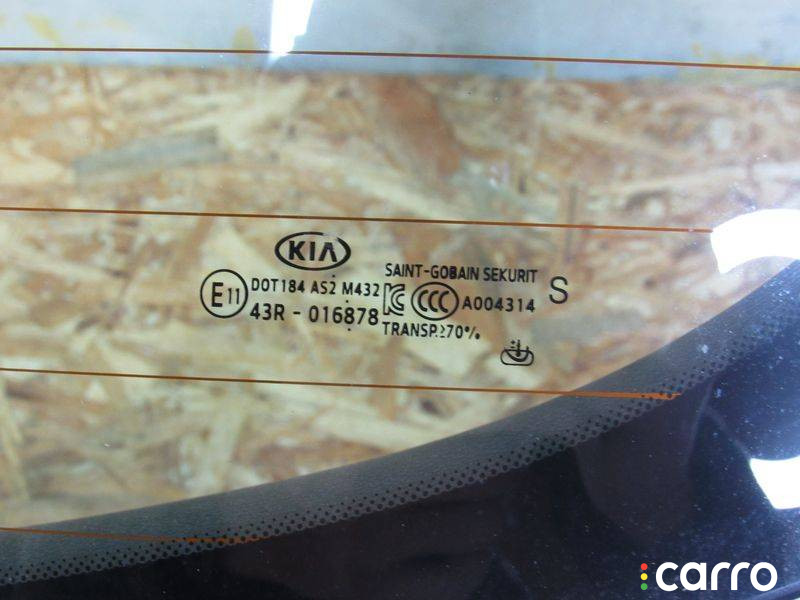 KIA
SAINT-GOBAIN SEKURIT
E11 DOT184 AS2 M432 CCC A004314 S
43R - 016878 TRANSP.≥70%
carro